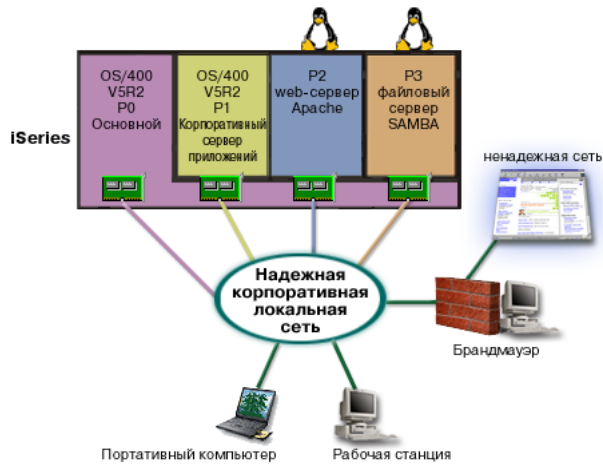 OS/400
V5R2
P0
Основной
OS/400
V5R2
P1
Корпоративный
сервер
приложений
P2
web-сервер
Apache
P3
файловый
сервер
SAMBA
iSeries
ненадежная сеть
Надежная
корпоративная
локальная
сеть
Брандмауэр
Портативный компьютер
Рабочая станция